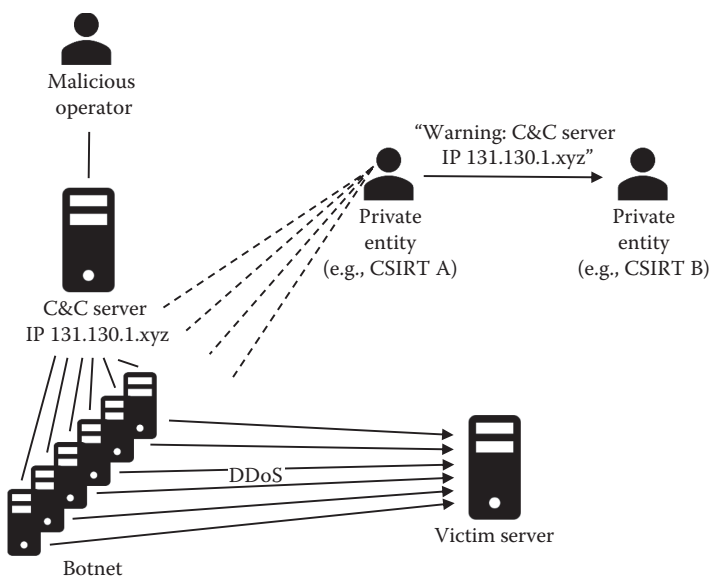 Malicious
operator
“Warning: C&C server
IP 131.130.1.xyz”
Private
entity
(e.g., CSIRT A)
Private
entity
(e.g., CSIRT B)
C&C server
IP 131.130.1.xyz
DDoS
Victim server
Botnet